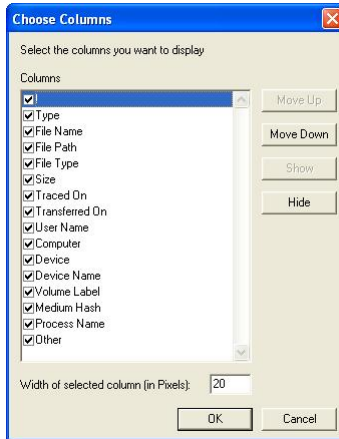 Choose Columns
Select the columns you want to display
Columns
!
Type
File Name
File Path
File Type
Size
Traced On
Transferred On
User Name
Computer
Device
Device Name
Volume Label
Medium Hash
Process Name
Other
Move Up
Move Down
Show
Hide
Width of selected column (in Pixels): 20
OK Cancel